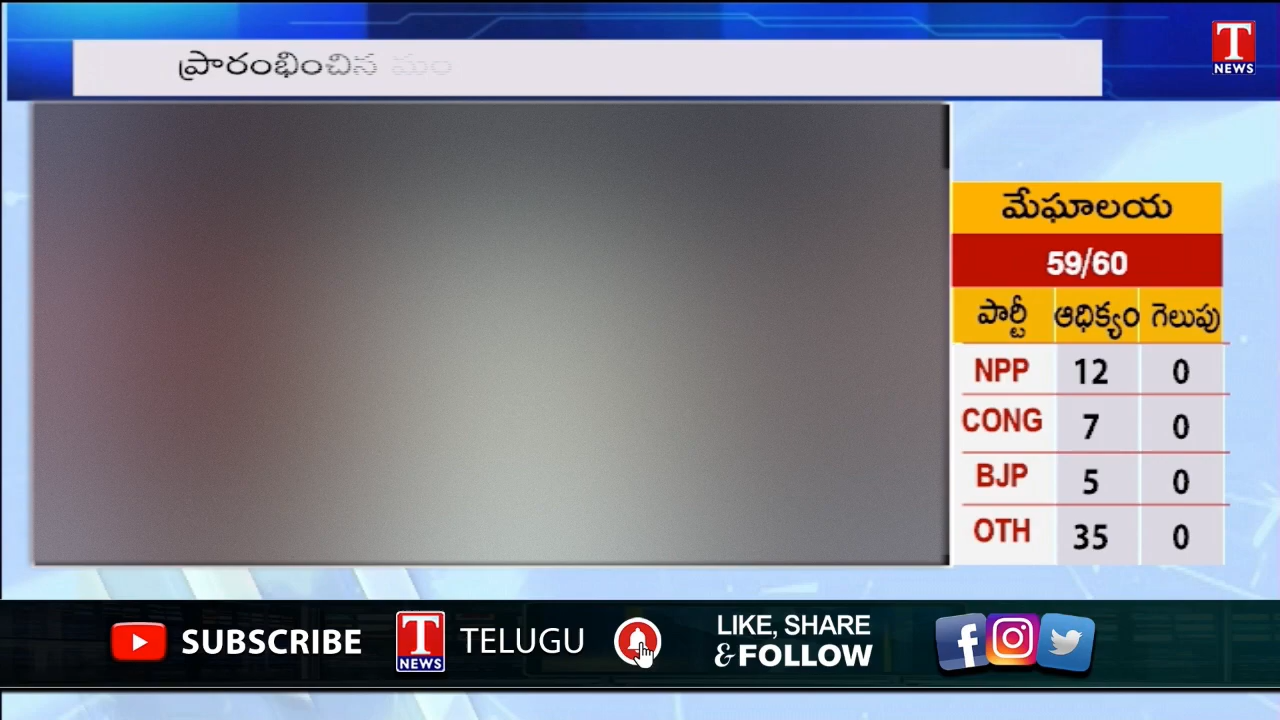 ప్రారంభించిన మం
T
NEWS
మేఘాలయ
59/60
పార్టీ ఆధిక్యం గెలుపు
NPP 12 0
CONG 7 0
BJP 5 0
OTH 35 0
SUBSCRIBE T NEWS TELUGU LIKE, SHARE & FOLLOW